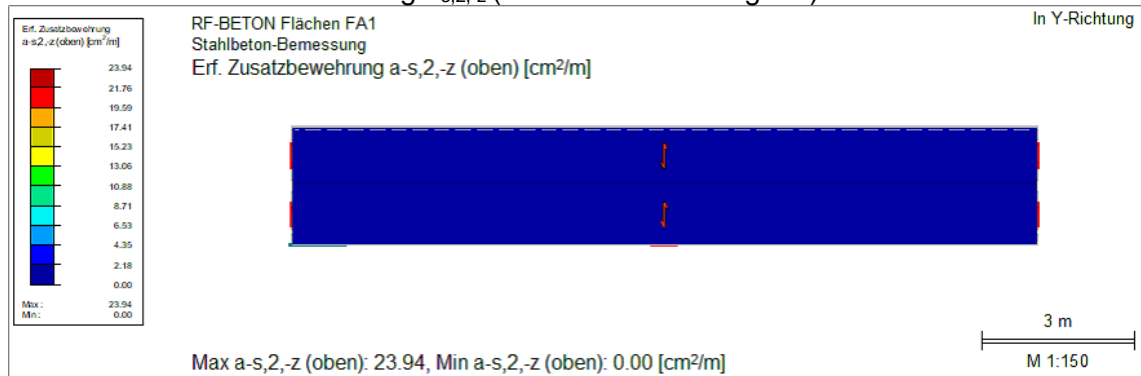 RF-BETON Flächen FA1
Stahlbeton-Bemessung
Erf. Zusatzbewehrung a-s,2,-z (oben) [cm²/m]
In Y-Richtung
Erf. Zusatzbewehrung
a-s,2,-z (oben) [cm²/m]
23.94
21.76
19.59
17.41
15.23
13.06
10.88
8.71
6.53
4.35
2.18
0.00
Max : 23.94
Min : 0.00
3 m
M 1:150
Max a-s,2,-z (oben): 23.94, Min a-s,2,-z (oben): 0.00 [cm²/m]